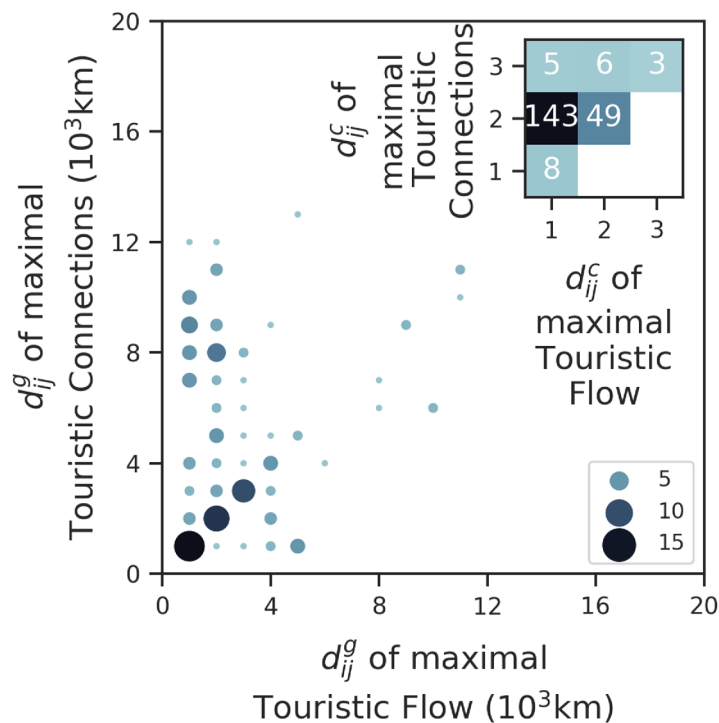 20
16
12
8
4
0
d^g_ij of maximal
Touristic Connections (10³km)
d^c_ij of
maximal
Touristic
Connections
3
2
1
5 6 3
143 49
8
1 2 3
d^c_ij of
maximal
Touristic
Flow
5
10
15
0 4 8 12 16 20
d^g_ij of maximal
Touristic Flow (10³km)